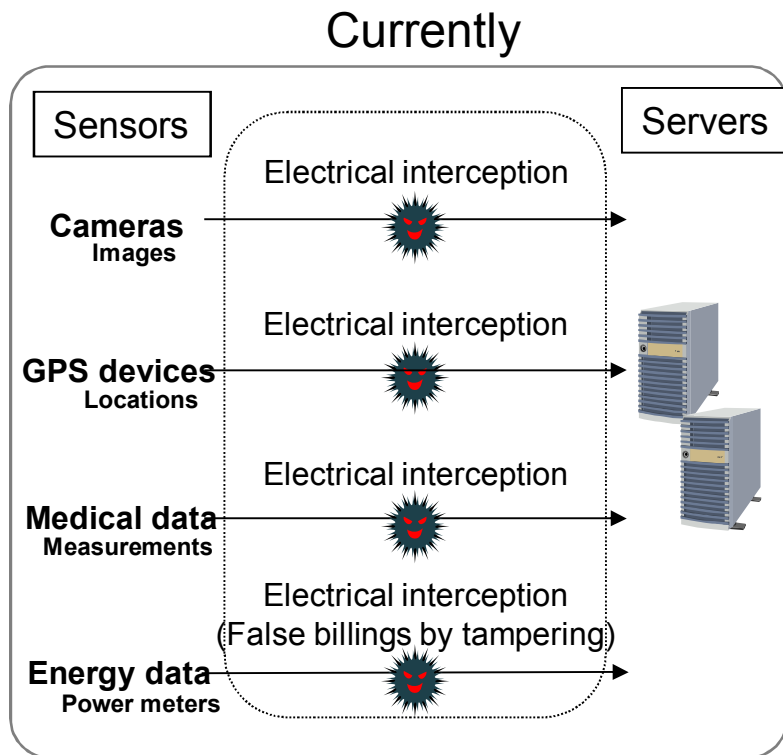 Currently
Sensors
Servers
Electrical interception
Cameras
Images
Electrical interception
GPS devices
Locations
Electrical interception
Medical data
Measurements
Electrical interception
(False billings by tampering)
Energy data
Power meters